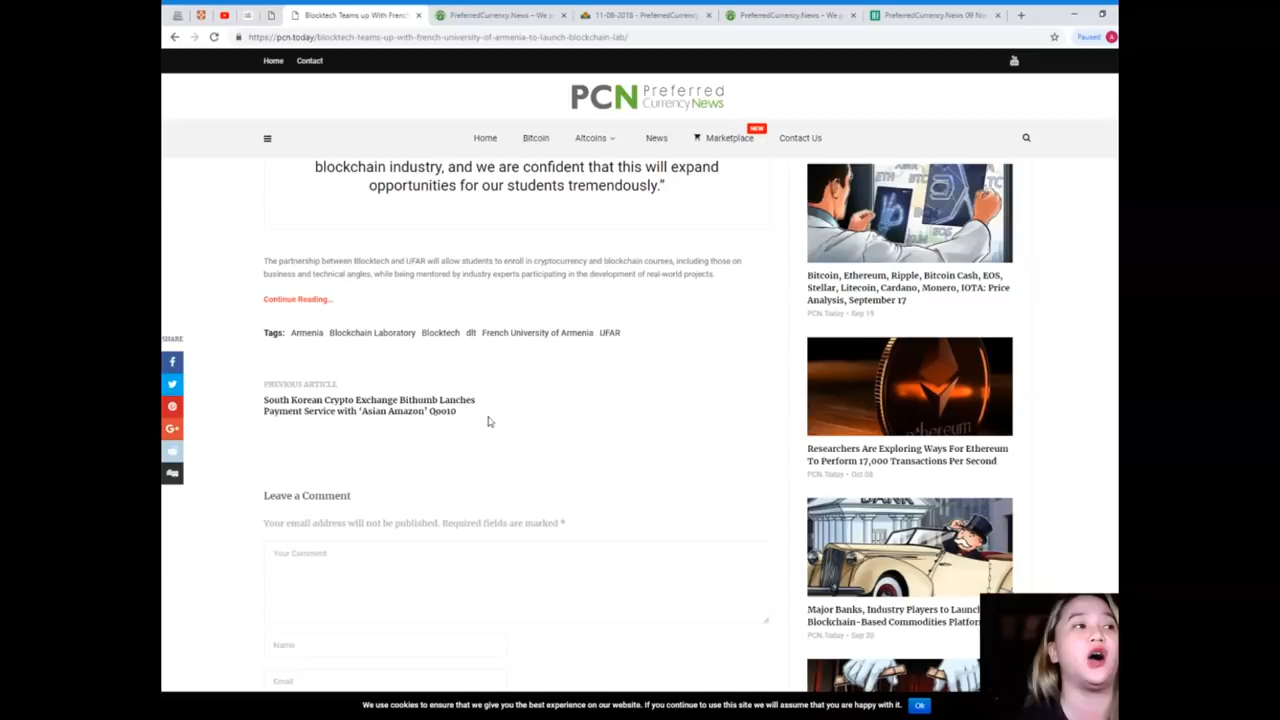 Blocktech Teams up With Frenc
PreferredCurrency.News – We p
11-08-2018 - PreferredCurrency
PreferredCurrency.News – We p
PreferredCurrency.News 09 Nov
https://pcn.today/blocktech-teams-up-with-french-university-of-armenia-to-launch-blockchain-lab/
Paused
A
Home Contact
PCN Preferred
Currency News
Home Bitcoin Altcoins News Marketplace NEW Contact Us
blockchain industry, and we are confident that this will expand
opportunities for our students tremendously.”
The partnership between Blocktech and UFAR will allow students to enroll in cryptocurrency and blockchain courses, including those on
business and technical angles, while being mentored by industry experts participating in the development of real-world projects.
Continue Reading...
Tags: Armenia Blockchain Laboratory Blocktech dlt French University of Armenia UFAR
SHARE
PREVIOUS ARTICLE
South Korean Crypto Exchange Bithumb Lanches
Payment Service with ‘Asian Amazon’ Qoo10
Leave a Comment
Your email address will not be published. Required fields are marked *
Your Comment
Name
Email
ETH
BTC
EOS
Bitcoin, Ethereum, Ripple, Bitcoin Cash, EOS,
Stellar, Litecoin, Cardano, Monero, IOTA: Price
Analysis, September 17
PCN.Today • Sep 19
ethereum
Researchers Are Exploring Ways For Ethereum
To Perform 17,000 Transactions Per Second
PCN.Today • Oct 08
BANK
Major Banks, Industry Players to Launc
Blockchain-Based Commodities Platfor
PCN.Today • Sep 20
We use cookies to ensure that we give you the best experience on our website. If you continue to use this site we will assume that you are happy with it.
Ok